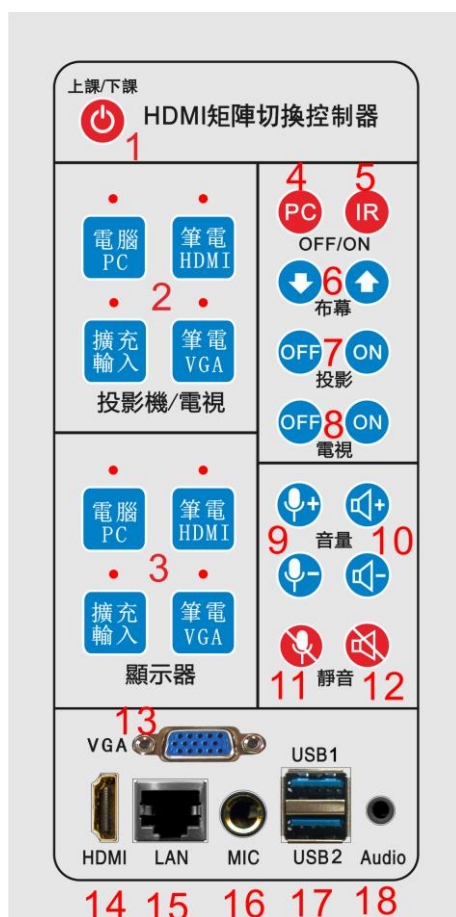 上課/下課
HDMI矩陣切換控制器
1
電腦
PC
筆電
HDMI
2
擴充
輸入
筆電
VGA
投影機/電視
4
5
PC
IR
OFF/ON
6
布幕
OFF
7
ON
投影
OFF
8
ON
電視
電腦
PC
筆電
HDMI
3
擴充
輸入
筆電
VGA
顯示器
+
+
9
音量
10
-
-
11
靜音
12
13
VGA
USB1
HDMI
LAN
MIC
USB2
Audio
14
15
16
17
18